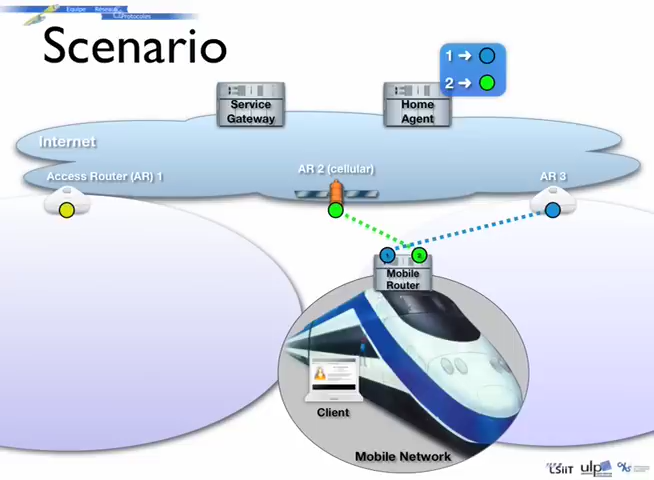 Equipe Réseaux
Protocoles
Scenario
1 →
2 →
Service
Gateway
Home
Agent
Internet
Access Router (AR) 1
AR 2 (cellular)
AR 3
1
2
Mobile
Router
Client
Mobile Network
LSiiT
ulp